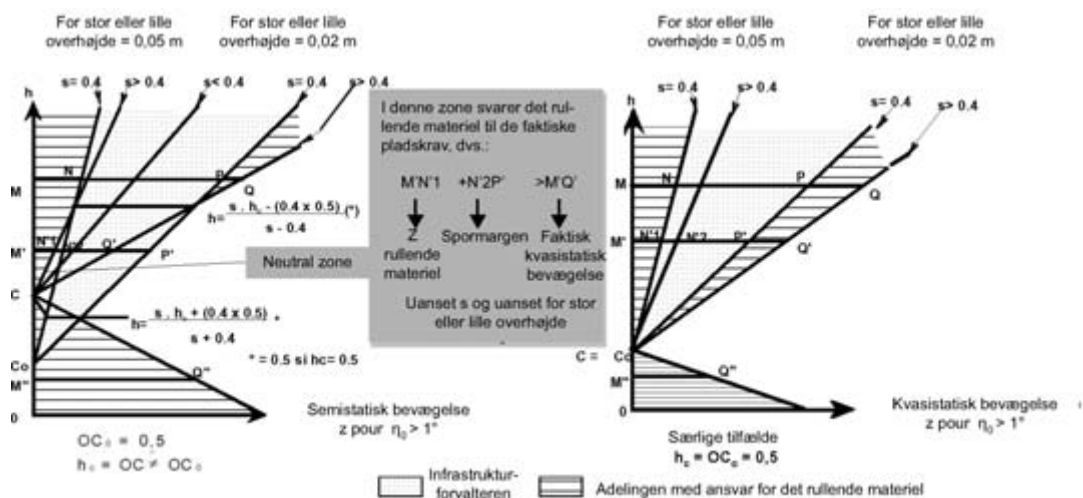 For stor eller lille
overhøjde = 0,05 m
For stor eller lille
overhøjde = 0,02 m
s= 0.4
s> 0.4
s< 0.4
s= 0.4
s> 0.4
h
N
P
M
Q
h= s . hc - (0.4 x 0.5) (*)
s - 0.4
M'
N'1
Q'
P'
Neutral zone
C
h= s . hc + (0.4 x 0.5) *
s + 0.4
* = 0.5 si hc= 0.5
Co
M"
Q"
0
Semistatisk bevægelse
z pour η0 > 1°
OC0 = 0,5
hc = OC ≠ OC0
I denne zone svarer det rul-
lende materiel til de faktiske
pladskrav, dvs.:
M'N'1 +N'2P' >M'Q'
Z
rullende
materiel
Spormargen
Faktisk
kvasistatisk
bevægelse
Uanset s og uanset for stor
eller lille overhøjde
For stor eller lille
overhøjde = 0,05 m
For stor eller lille
overhøjde = 0,02 m
s= 0.4
s> 0.4
s= 0.4
s> 0.4
h
M
N
P
Q
M'
N'1
N'2
P'
Q'
C = Co
M"
Q"
0
Kvasistatisk bevægelse
z pour η0 > 1°
Særlige tilfælde
hc = OC0 = 0,5
Infrastruktur-
forvalteren
Adelingen med ansvar for det rullende materiel